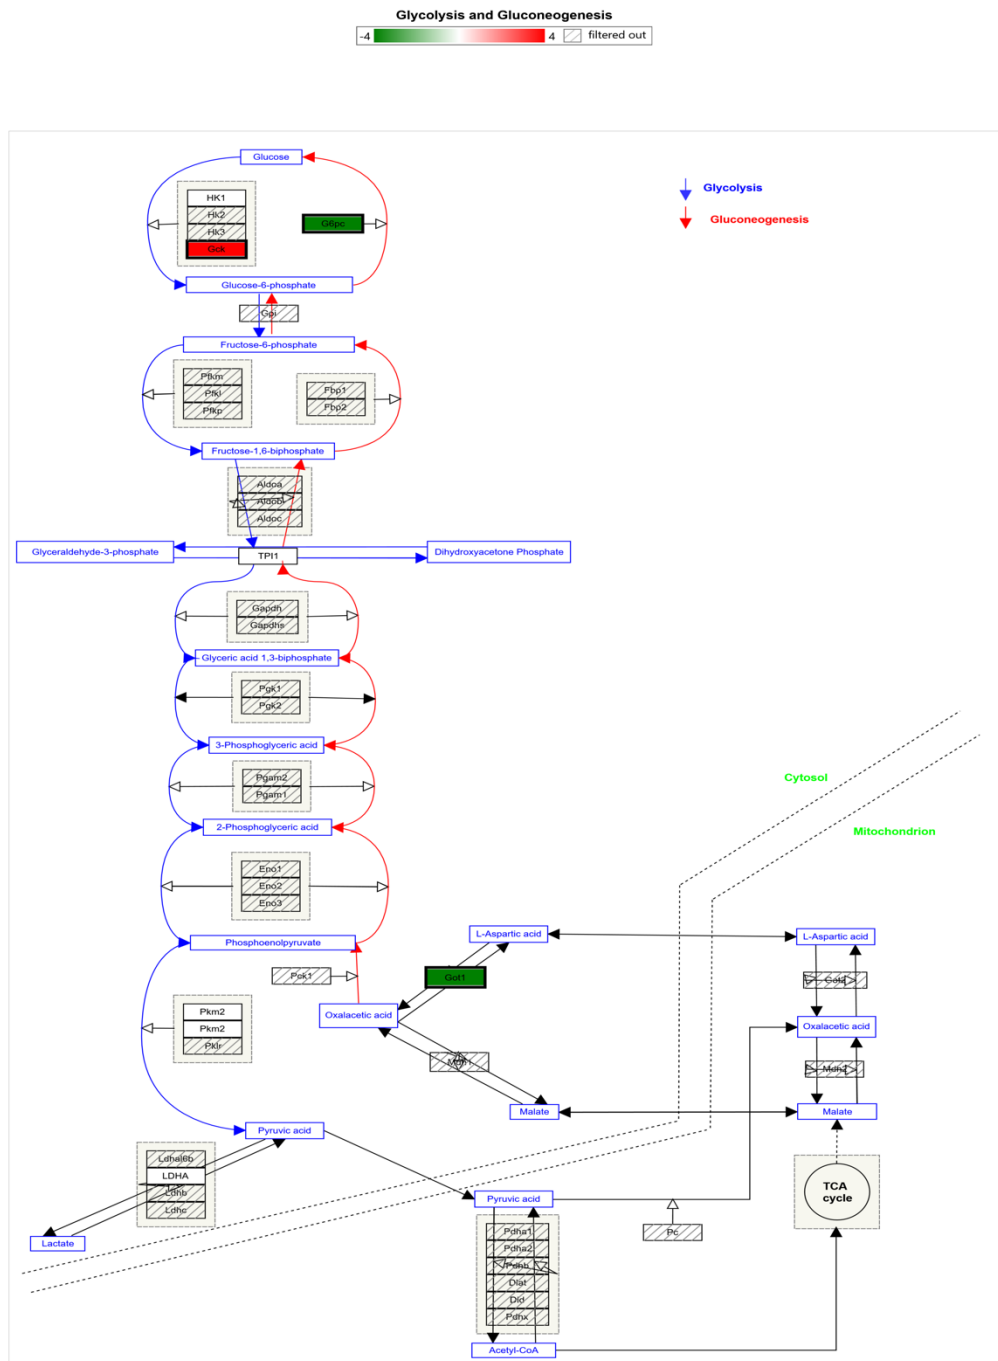 Glycolysis and Gluconeogenesis
-4 4 filtered out
Glucose
Glycolysis
Gluconeogenesis
HK1
Hk2
Hk3
Gck
G6pc
Glucose-6-phosphate
Gpi
Fructose-6-phosphate
Pfkm
Pfkl
Pfkp
Fbp1
Fbp2
Fructose-1,6-biphosphate
Aldoa
Aldob
Aldoc
Glyceraldehyde-3-phosphate
TPI1
Dihydroxyacetone Phosphate
Gapdh
Gapdhs
Glyceric acid 1,3-biphosphate
Pgk1
Pgk2
3-Phosphoglyceric acid
Pgam2
Pgam1
Cytosol
Mitochondrion
2-Phosphoglyceric acid
Eno1
Eno2
Eno3
Phosphoenolpyruvate
L-Aspartic acid
L-Aspartic acid
Pck1
Got1
Got2
Oxalacetic acid
Oxalacetic acid
Pkm2
Pkm2
Pklr
Mdh1
Mdh2
Malate
Malate
Pyruvic acid
Ldhal6b
LDHA
Ldhb
Ldhc
Lactate
Pyruvic acid
TCA
cycle
Pc
Pdha1
Pdha2
Pdhb
Dlat
Dld
Pdhx
Acetyl-CoA